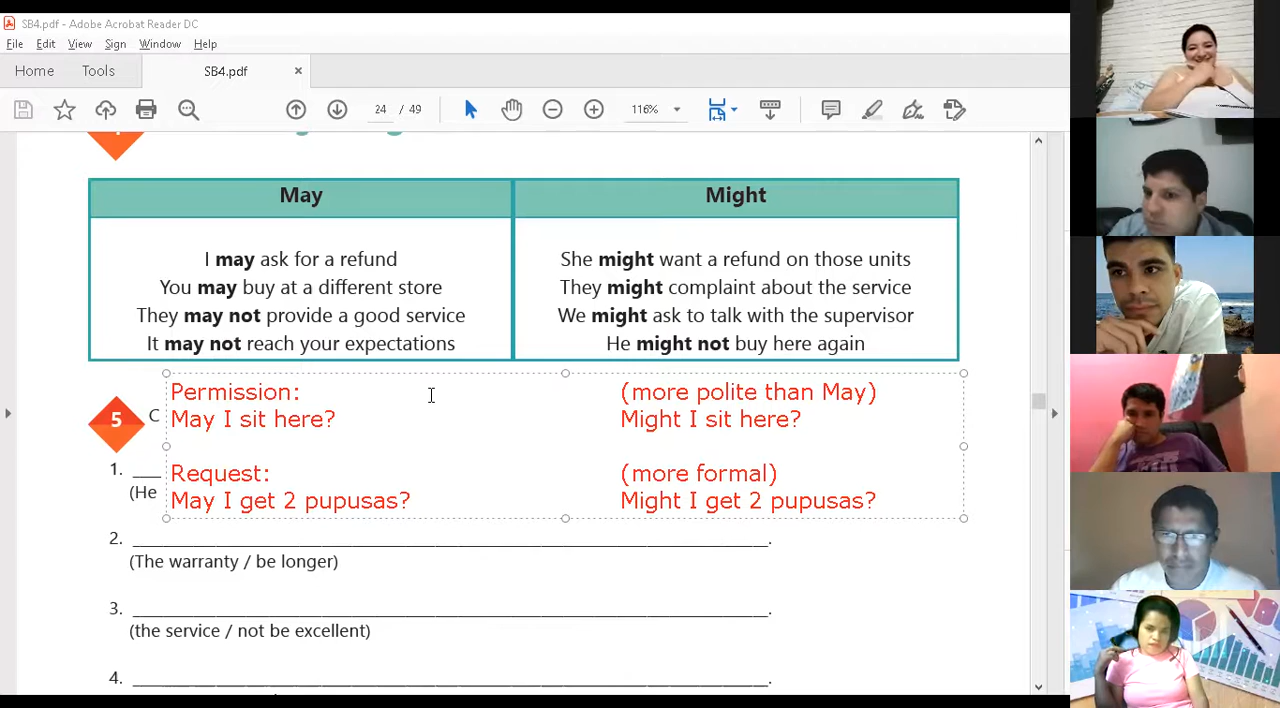 SB4.pdf - Adobe Acrobat Reader DC
File Edit View Sign Window Help
Home Tools SB4.pdf ×
24 / 49 116%
May Might
I may ask for a refund She might want a refund on those units
You may buy at a different store They might complaint about the service
They may not provide a good service We might ask to talk with the supervisor
It may not reach your expectations He might not buy here again
Permission: (more polite than May)
5 C May I sit here? Might I sit here?
1. ___ Request: (more formal)
(He May I get 2 pupusas? Might I get 2 pupusas?
2. ___.
(The warranty / be longer)
3. ___.
(the service / not be excellent)
4. ___.